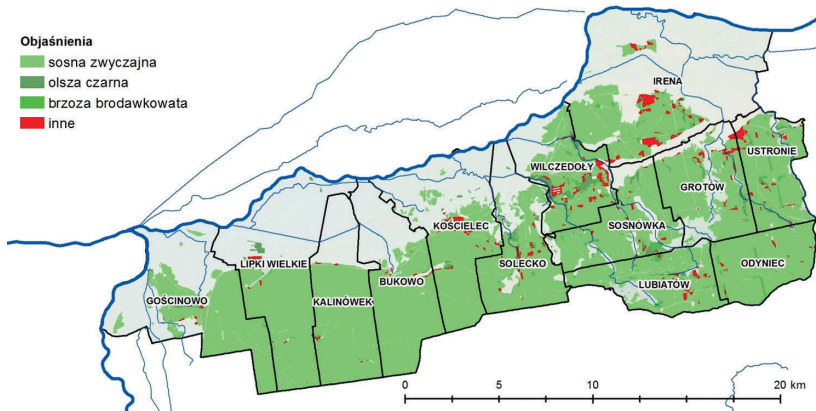 Objaśnienia
sosna zwyczajna
olsza czarna
brzoza brodawkowata
inne
IRENA
USTRONIE
WILCZEDOŁY
GROTÓW
KOŚCIELEC
SOSNÓWKA
SOLECKO
ODYNIEC
LIPKI WIELKIE
BUKOWO
LUBIATÓW
GOŚCINOWO
KALINÓWEK
0 5 10 20 km